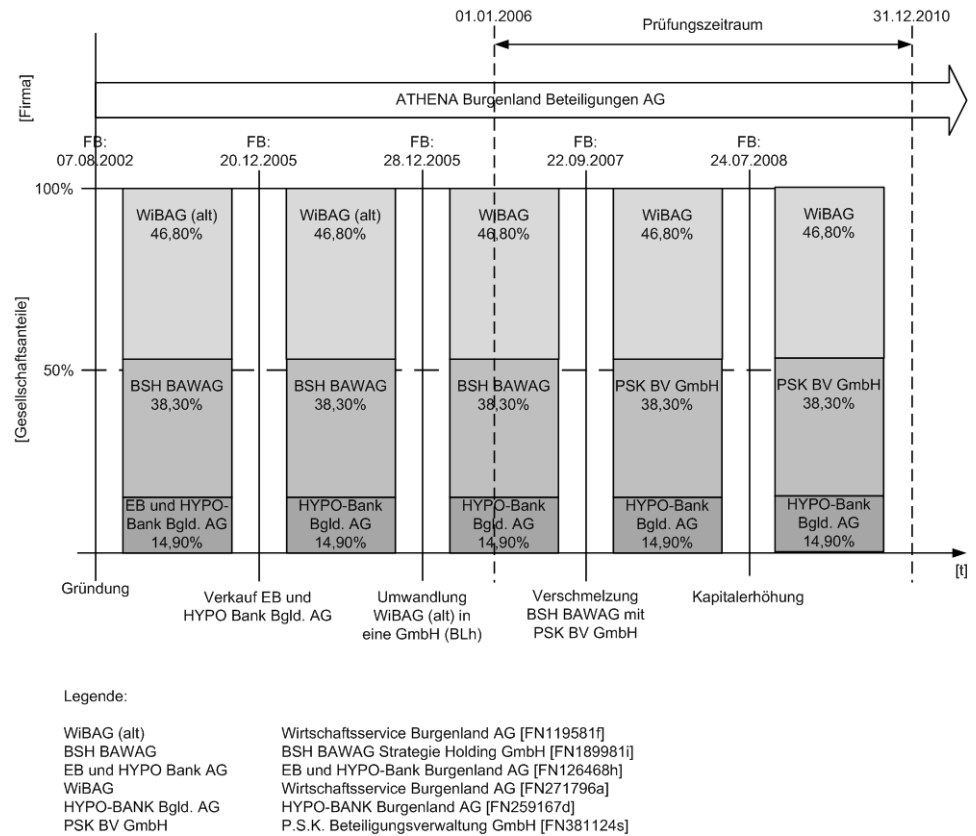 01.01.2006
31.12.2010
Prüfungszeitraum
[Firma]
ATHENA Burgenland Beteiligungen AG
FB:
07.08.2002
FB:
20.12.2005
FB:
28.12.2005
FB:
22.09.2007
FB:
24.07.2008
[Gesellschaftsanteile]
100%
50%
WiBAG (alt)
46,80%
BSH BAWAG
38,30%
EB und HYPO-
Bank Bgld. AG
14,90%
WiBAG (alt)
46,80%
BSH BAWAG
38,30%
HYPO-Bank
Bgld. AG
14,90%
WiBAG
46,80%
BSH BAWAG
38,30%
HYPO-Bank
Bgld. AG
14,90%
WiBAG
46,80%
PSK BV GmbH
38,30%
HYPO-Bank
Bgld. AG
14,90%
WiBAG
46,80%
PSK BV GmbH
38,30%
HYPO-Bank
Bgld. AG
14,90%
[t]
Gründung
Verkauf EB und
HYPO Bank Bgld. AG
Umwandlung
WiBAG (alt) in
eine GmbH (BLh)
Verschmelzung
BSH BAWAG mit
PSK BV GmbH
Kapitalerhöhung
Legende:
WiBAG (alt) Wirtschaftsservice Burgenland AG [FN119581f]
BSH BAWAG BSH BAWAG Strategie Holding GmbH [FN189981i]
EB und HYPO Bank AG EB und HYPO-Bank Burgenland AG [FN126468h]
WiBAG Wirtschaftsservice Burgenland AG [FN271796a]
HYPO-BANK Bgld. AG HYPO-BANK Burgenland AG [FN259167d]
PSK BV GmbH P.S.K. Beteiligungsverwaltung GmbH [FN381124s]